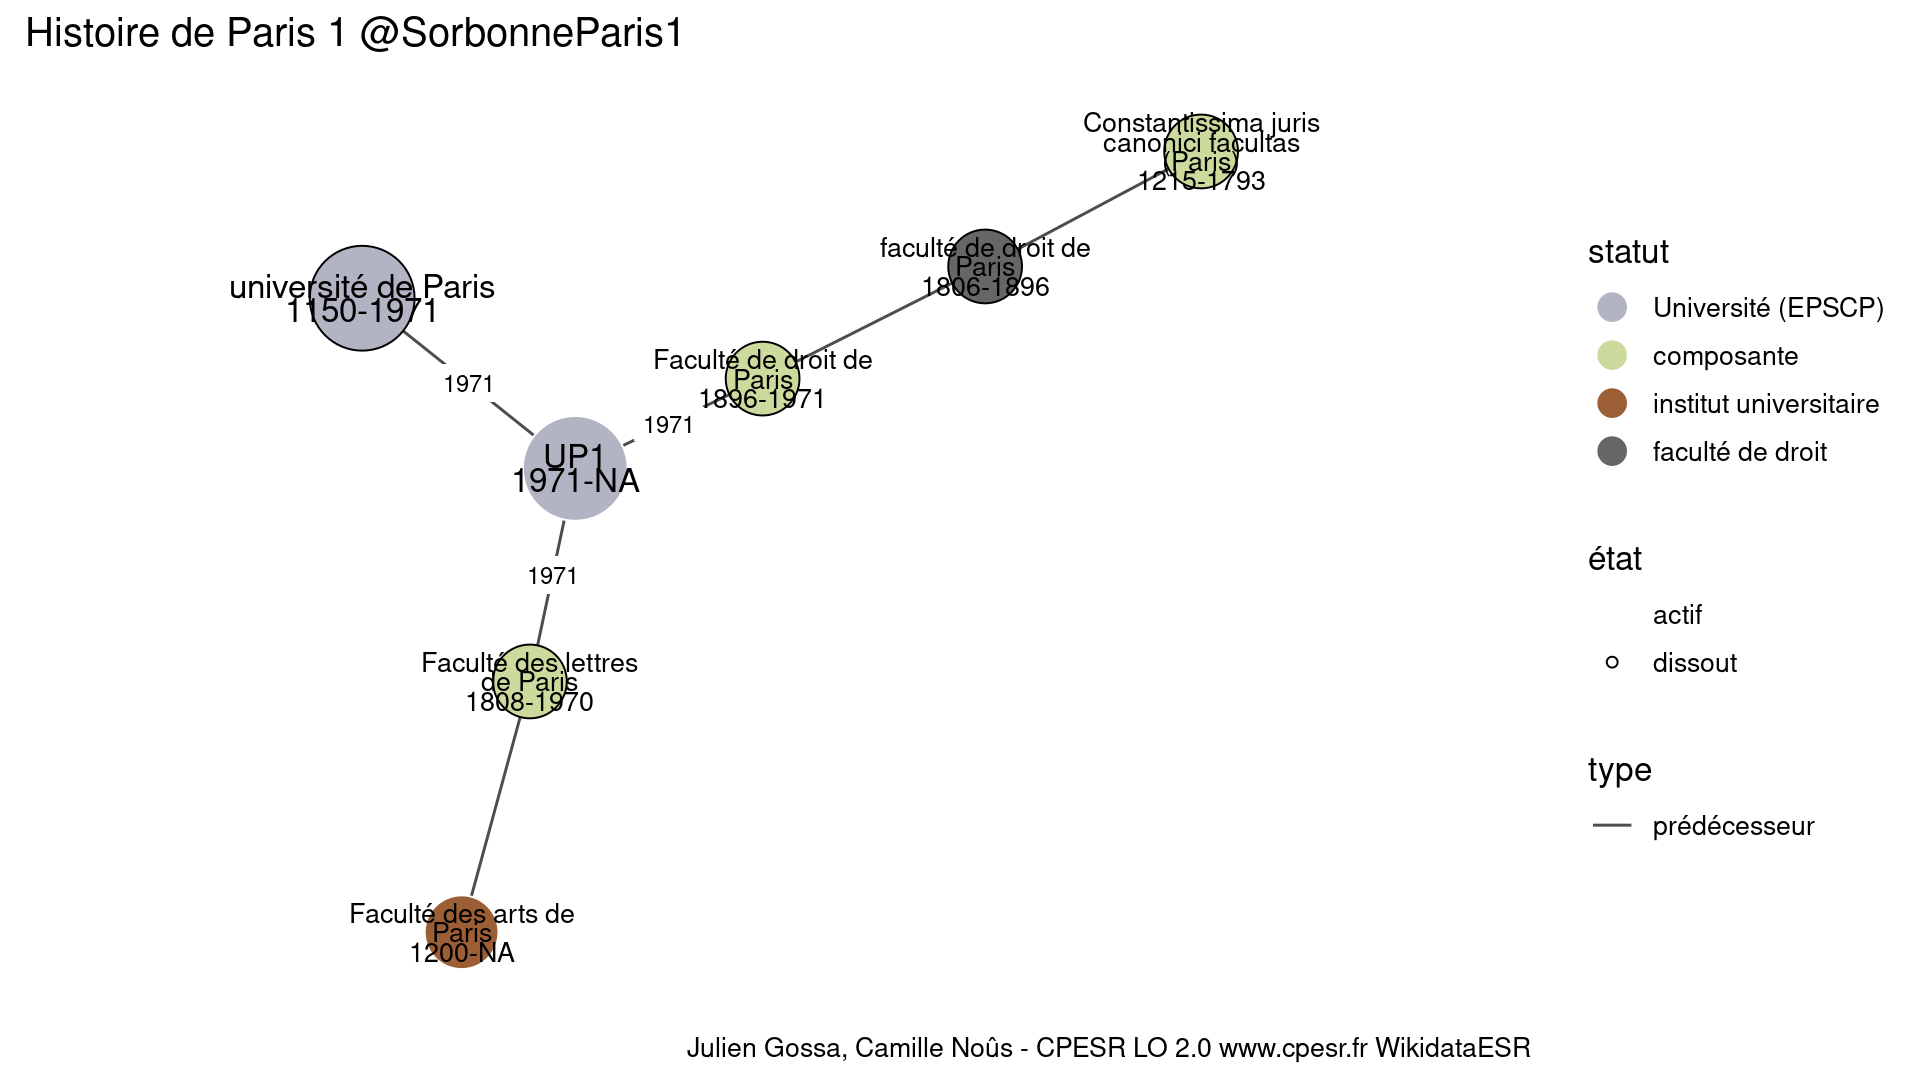 Histoire de Paris 1 @SorbonneParis1
Constantissima juris
canonici facultas
(Paris)
1215-1793
faculté de droit de
Paris
1806-1896
université de Paris
1150-1971
Faculté de droit de
Paris
1896-1971
1971
1971
UP1
1971-NA
1971
Faculté des lettres
de Paris
1808-1970
Faculté des arts de
Paris
1200-NA
statut
Université (EPSCP)
composante
institut universitaire
faculté de droit
état
actif
dissout
type
prédécesseur
Julien Gossa, Camille Noûs - CPESR LO 2.0 www.cpesr.fr WikidataESR